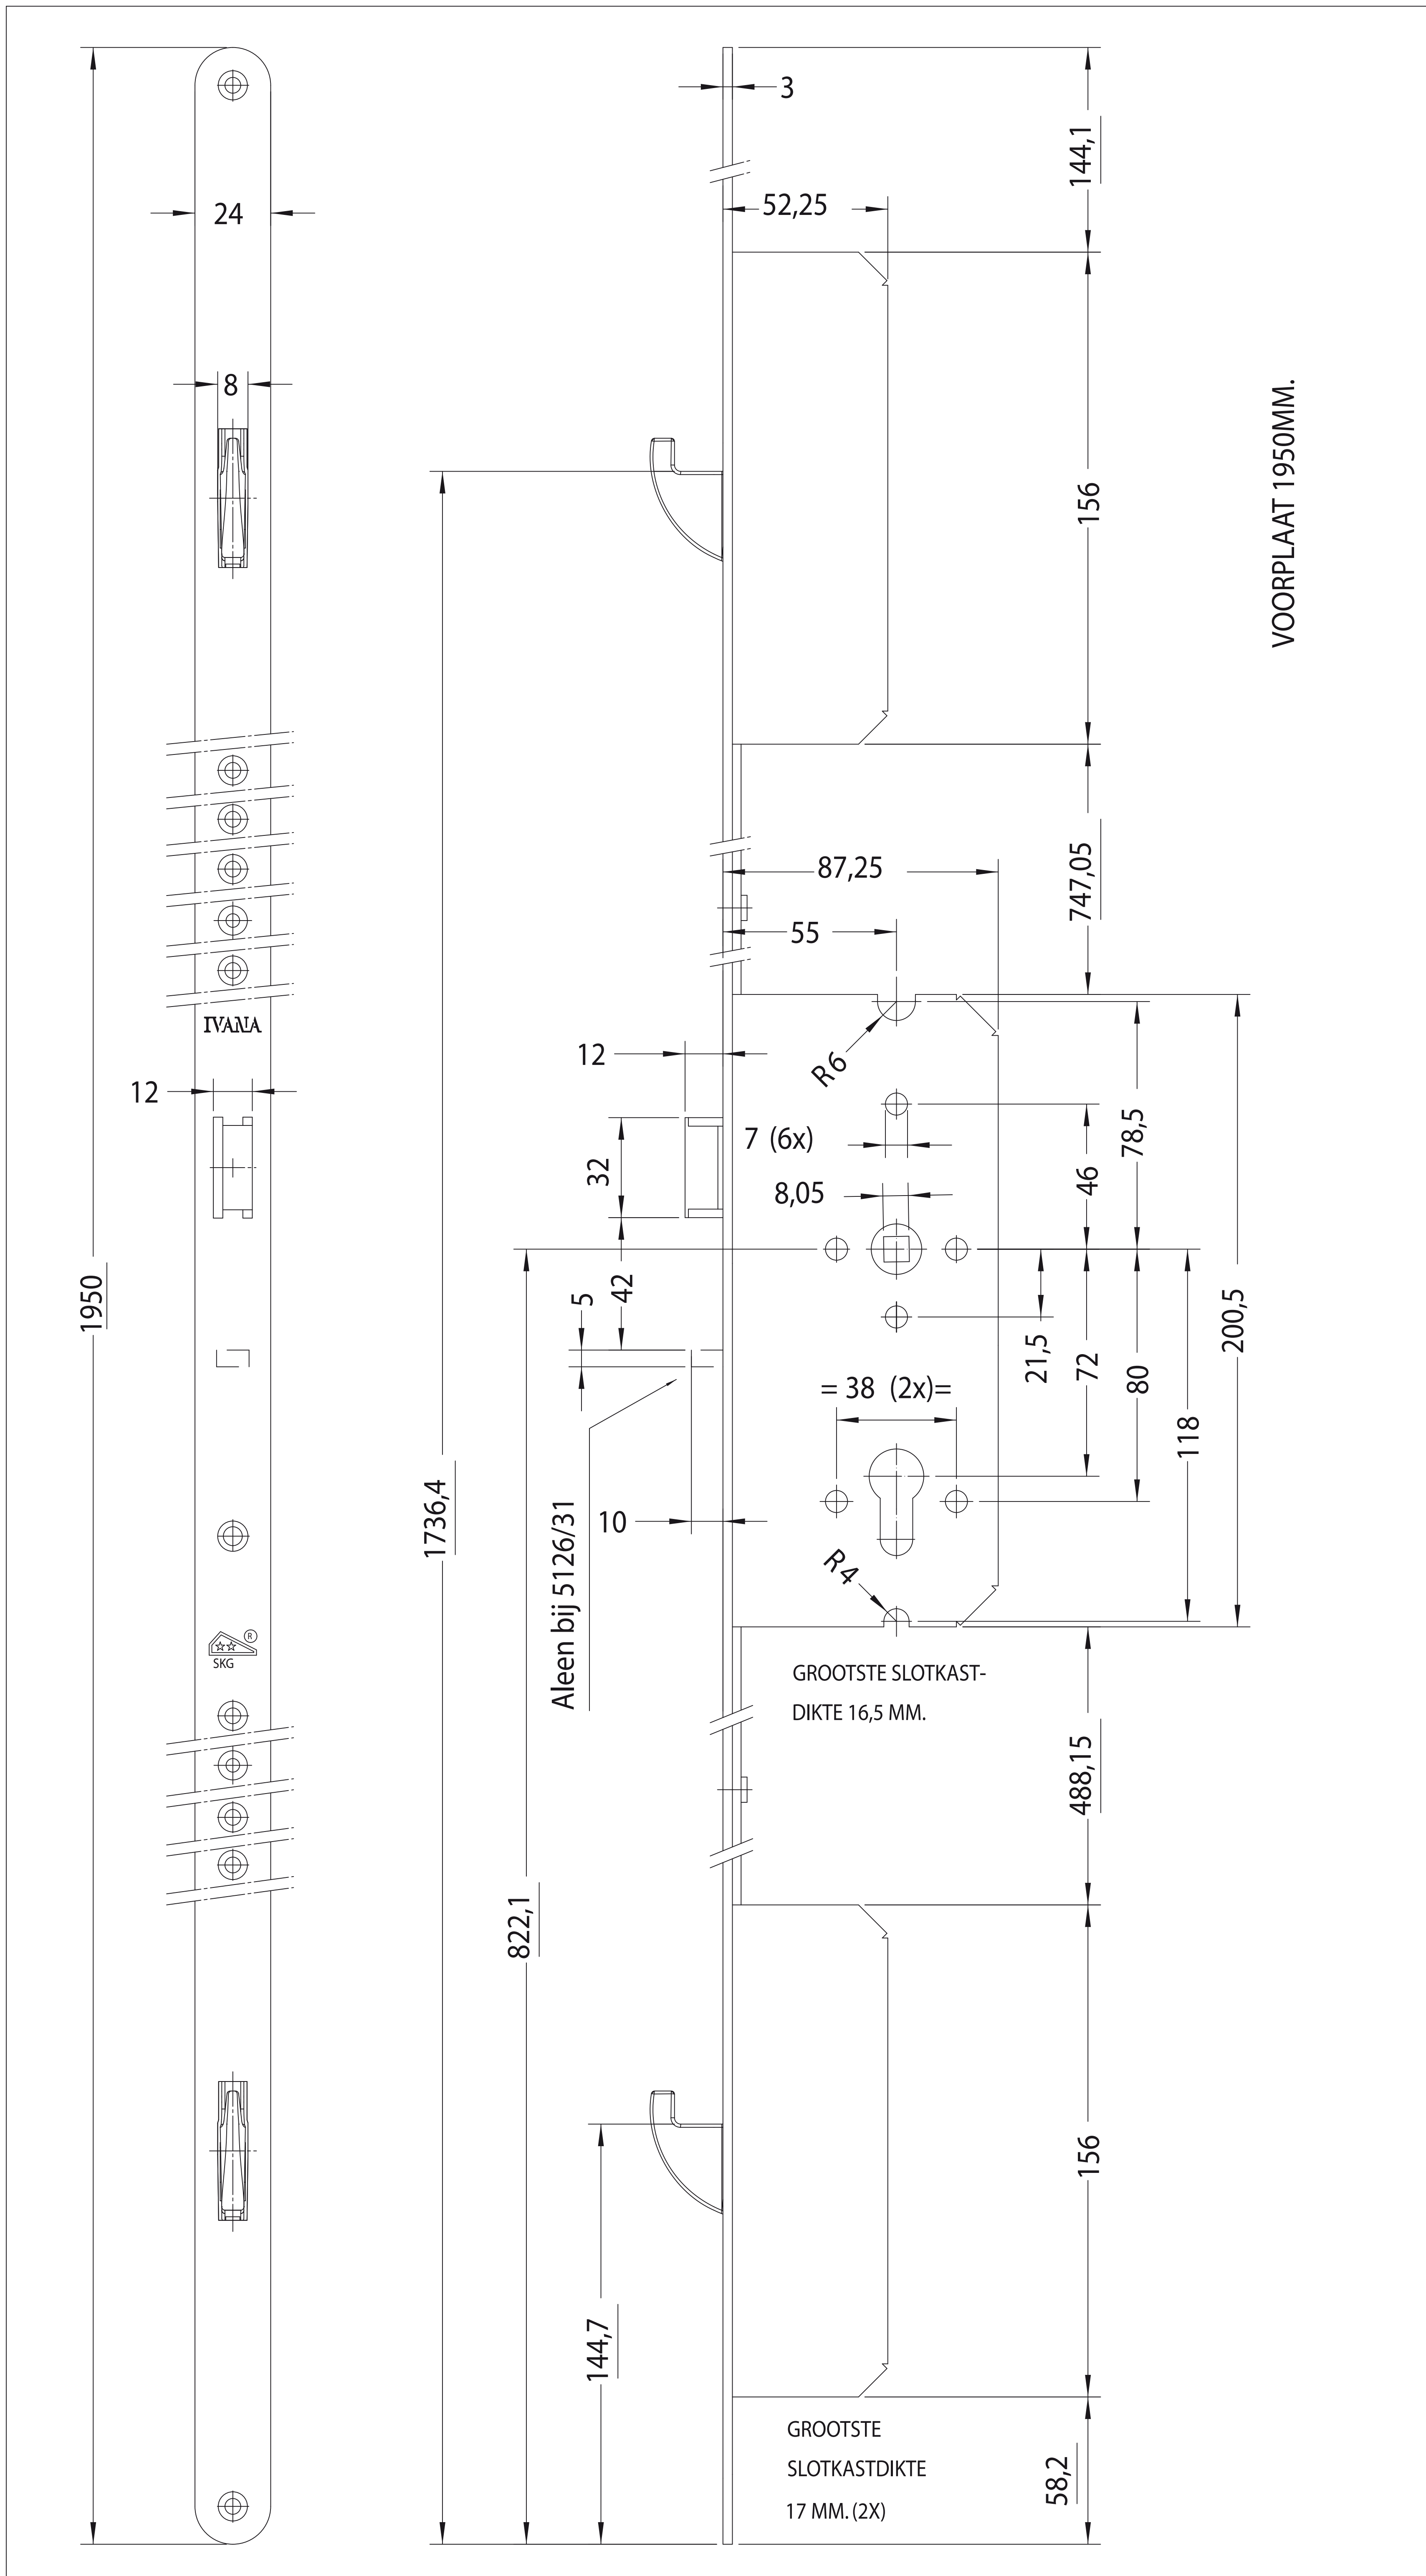 3
144,1
52,25
24
8
156
VOORPLAAT 1950MM.
747,05
87,25
55
IVANA
12
12
R6
7 (6x)
78,5
32
46
8,05
42
5
1950
21,5
72
80
200,5
= 38 (2x)=
118
1736,4
10
Aleen bij 5126/31
R4
R
SKG
GROOTSTE SLOTKAST-
DIKTE 16,5 MM.
488,15
822,1
156
144,7
GROOTSTE
SLOTKASTDIKTE
17 MM. (2X)
58,2